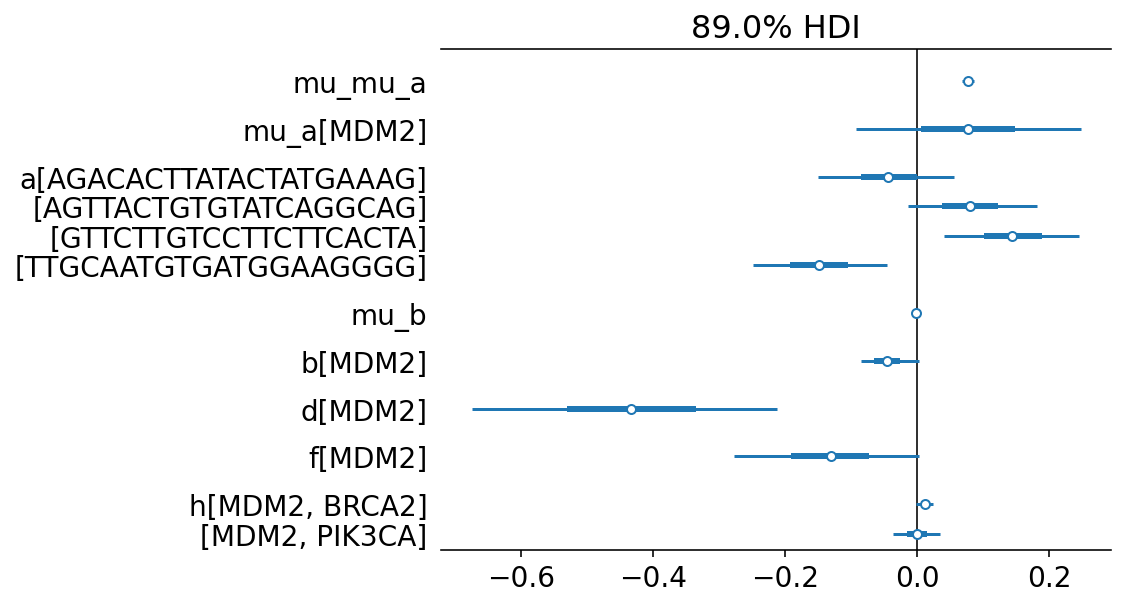 89.0% HDI
mu_mu_a
mu_a[MDM2]
a[AGACACTTATACTATGAAAG]
[AGTTACTGTGTATCAGGCAG]
[GTTCTTGTCCTTCTTCACTA]
[TTGCAATGTGATGGAAGGGG]
mu_b
b[MDM2]
d[MDM2]
f[MDM2]
h[MDM2, BRCA2]
[MDM2, PIK3CA]
−0.6 −0.4 −0.2 0.0 0.2